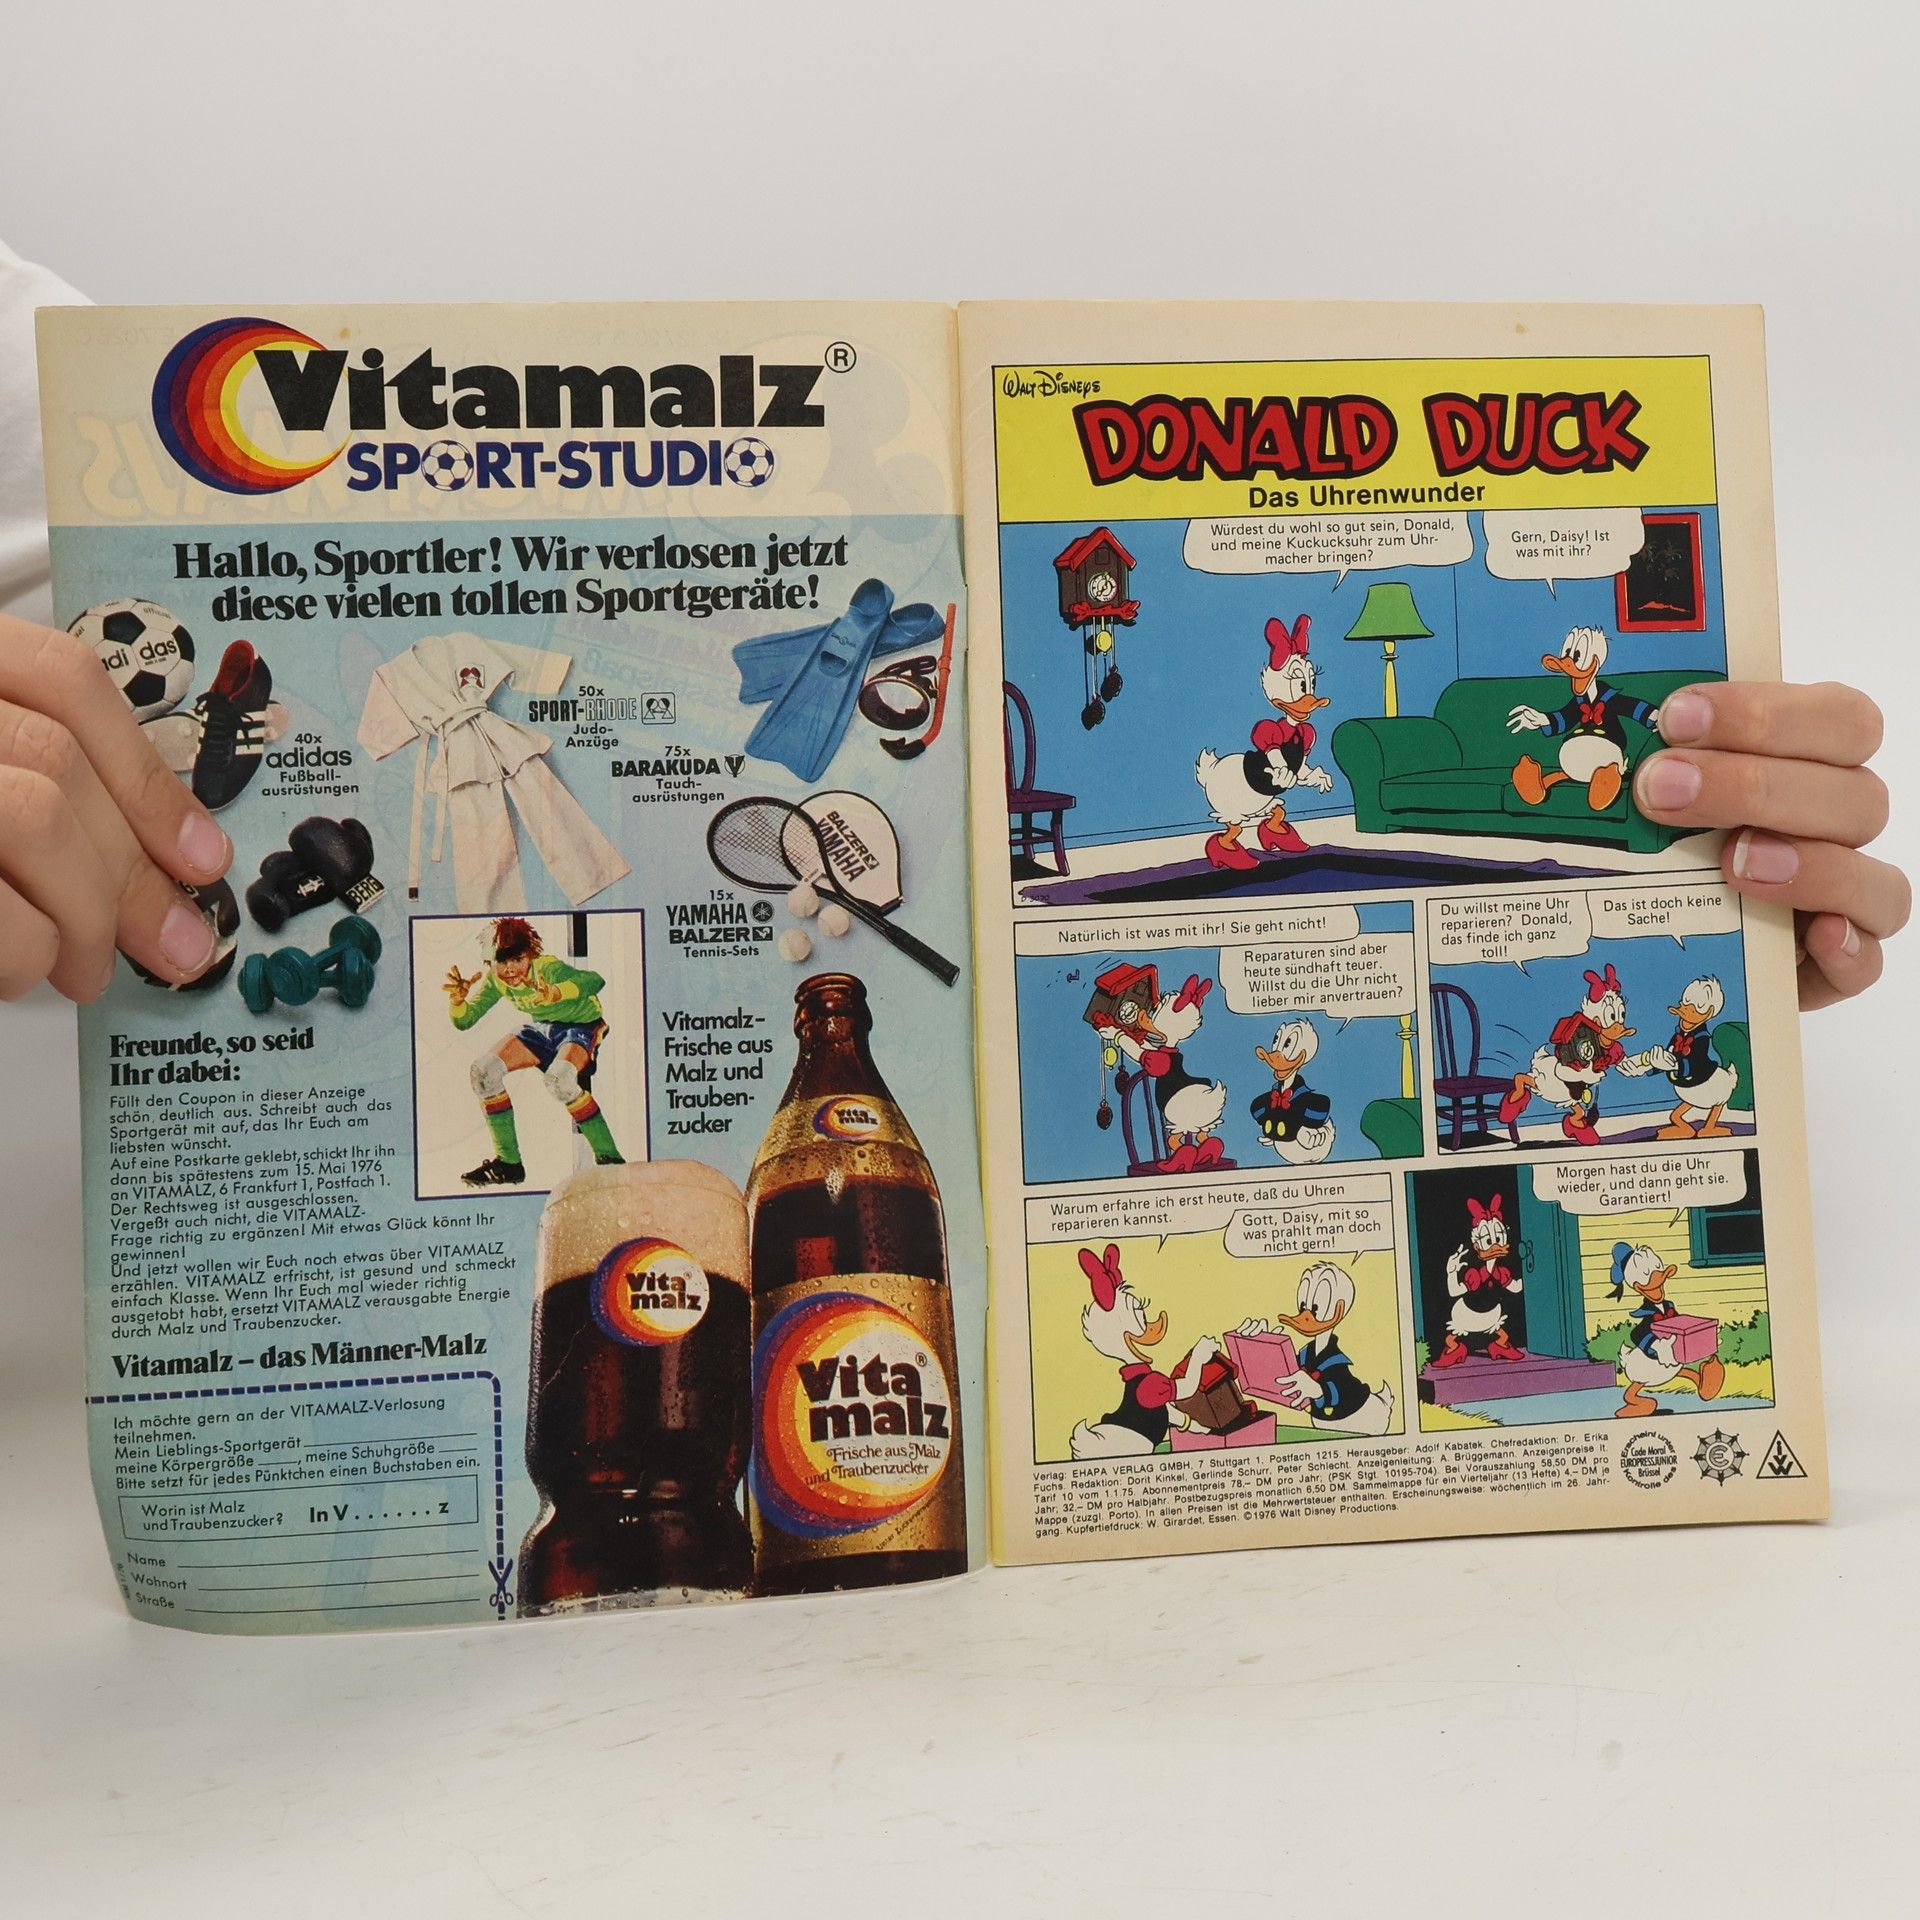 Vitamalz®
SPORT-STUDIO
Hallo, Sportler! Wir verlosen jetzt
diese vielen tollen Sportgeräte!
adidas
40x
adidas
Fußball-
ausrüstungen
50x
SPORT-RHODE
Judo-
Anzüge
75x
BARAKUDA
Tauch-
ausrüstungen
BALZER
YAMAHA
15x
YAMAHA
BALZER
Tennis-Sets
BERG
Freunde, so seid
Ihr dabei:
Füllt den Coupon in dieser Anzeige
schön, deutlich aus. Schreibt auch das
Sportgerät mit auf, das Ihr Euch am
liebsten wünscht.
Auf eine Postkarte geklebt, schickt Ihr ihn
dann bis spätestens zum 15. Mai 1976
an VITAMALZ, 6 Frankfurt 1, Postfach 1.
Der Rechtsweg ist ausgeschlossen.
Vergeßt auch nicht, die VITAMALZ-
Frage richtig zu ergänzen! Mit etwas Glück könnt Ihr
gewinnen!
Und jetzt wollen wir Euch noch etwas über VITAMALZ
erzählen. VITAMALZ erfrischt, ist gesund und schmeckt
einfach Klasse. Wenn Ihr Euch mal wieder richtig
ausgetobt habt, ersetzt VITAMALZ verausgabte Energie
durch Malz und Traubenzucker.
Vitamalz – das Männer-Malz
Vitamalz–
Frische aus
Malz und
Trauben-
zucker
Vita
malz
Vita
malz
Vita®
malz
Frische aus Malz
und Traubenzucker
Ich möchte gern an der VITAMALZ-Verlosung
teilnehmen.
Mein Lieblings-Sportgerät
meine Körpergröße ____, meine Schuhgröße
Bitte setzt für jedes Pünktchen einen Buchstaben ein.
Worin ist Malz
und Traubenzucker? In V......z
Name
Wohnort
Straße
WALT DISNEYS
DONALD DUCK
Das Uhrenwunder
Würdest du wohl so gut sein, Donald,
und meine Kuckucksuhr zum Uhr-
macher bringen?
Gern, Daisy! Ist
was mit ihr?
Natürlich ist was mit ihr! Sie geht nicht!
Reparaturen sind aber
heute sündhaft teuer.
Willst du die Uhr nicht
lieber mir anvertrauen?
Du willst meine Uhr
reparieren? Donald,
das finde ich ganz
toll!
Das ist doch keine
Sache!
Warum erfahre ich erst heute, daß du Uhren
reparieren kannst.
Gott, Daisy, mit so
was prahlt man doch
nicht gern!
Morgen hast du die Uhr
wieder, und dann geht sie.
Garantiert!
Verlag: EHAPA VERLAG GMBH, 7 Stuttgart 1, Postfach 1215. Herausgeber: Adolf Kabatek. Chefredaktion: Dr. Erika
Fuchs. Redaktion: Dorit Kinkel, Gerlinde Schurr, Peter Schlecht. Anzeigenleitung: A. Brüggemann. Anzeigenpreise lt.
Tarif 10 vom 1.1.75. Abonnementpreis 78,– DM pro Jahr; (PSK Stgt. 10195-704). Bei Vorauszahlung 58,50 DM pro
Jahr; 32,– DM pro Halbjahr. Postbezugspreis monatlich 6,50 DM. Sammelmappe für ein Vierteljahr (13 Hefte) 4,– DM je
Mappe (zuzgl. Porto). In allen Preisen ist die Mehrwertsteuer enthalten. Erscheinungsweise: wöchentlich im 26. Jahr-
gang. Kupfertiefdruck: W. Girardet, Essen. © 1976 Walt Disney Productions.
Erscheint unter
Code Moral
EUROPRESSJUNIOR
Brüssel
Kontrolle des